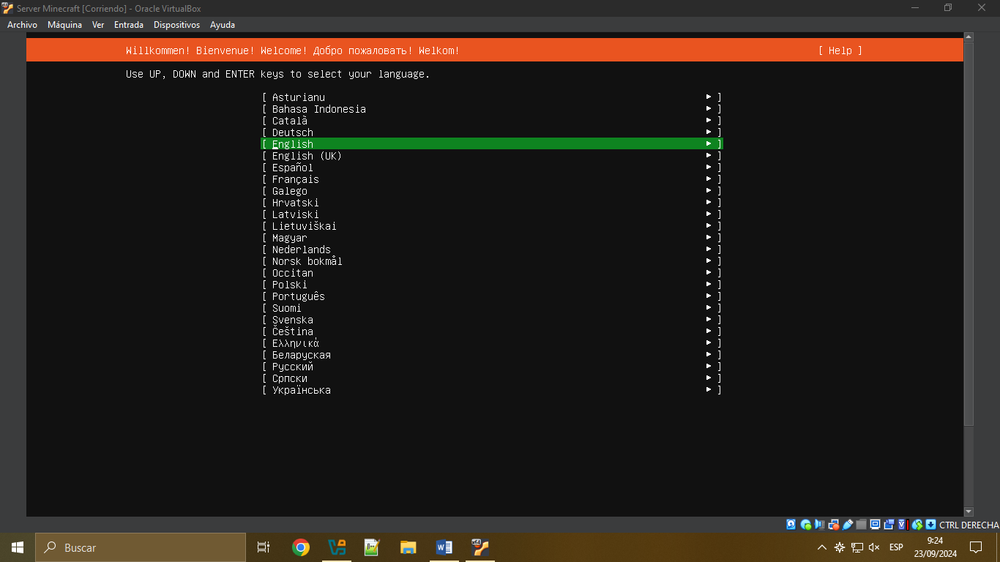 Server Minecraft [Corriendo] - Oracle VirtualBox
Archivo Máquina Ver Entrada Dispositivos Ayuda
Willkommen! Bienvenue! Welcome! Добро пожаловать! Welkom! [ Help ]
Use UP, DOWN and ENTER keys to select your language.
[ Asturianu ► ]
[ Bahasa Indonesia ► ]
[ Català ► ]
[ Deutsch ► ]
[ English ► ]
[ English (UK) ► ]
[ Español ► ]
[ Français ► ]
[ Galego ► ]
[ Hrvatski ► ]
[ Latviski ► ]
[ Lietuviškai ► ]
[ Magyar ► ]
[ Nederlands ► ]
[ Norsk bokmål ► ]
[ Occitan ► ]
[ Polski ► ]
[ Português ► ]
[ Suomi ► ]
[ Svenska ► ]
[ Čeština ► ]
[ Ελληνικά ► ]
[ Беларуская ► ]
[ Русский ► ]
[ Српски ► ]
[ Українська ► ]
CTRL DERECHA
Buscar
ESP
9:24
23/09/2024